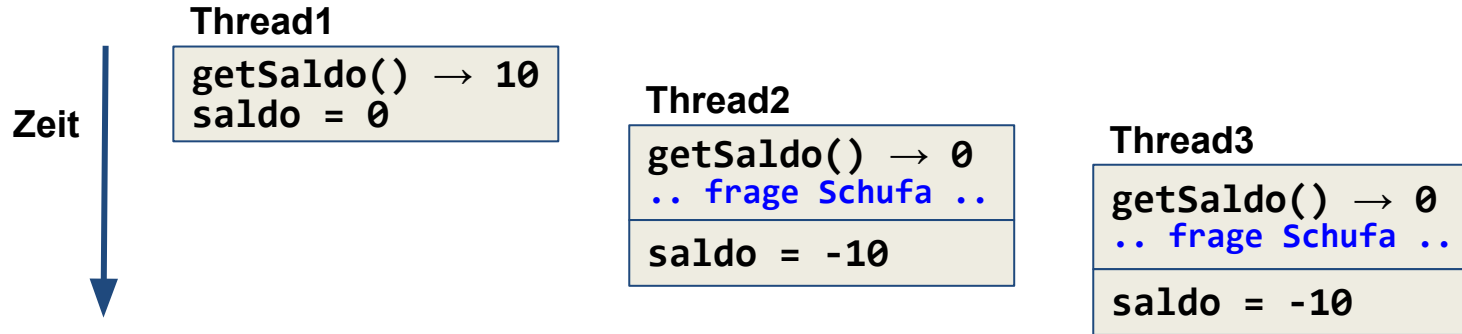 Thread1
getSaldo() → 10
saldo = 0
Zeit
Thread2
getSaldo() → 0
.. frage Schufa ..
saldo = -10
Thread3
getSaldo() → 0
.. frage Schufa ..
saldo = -10